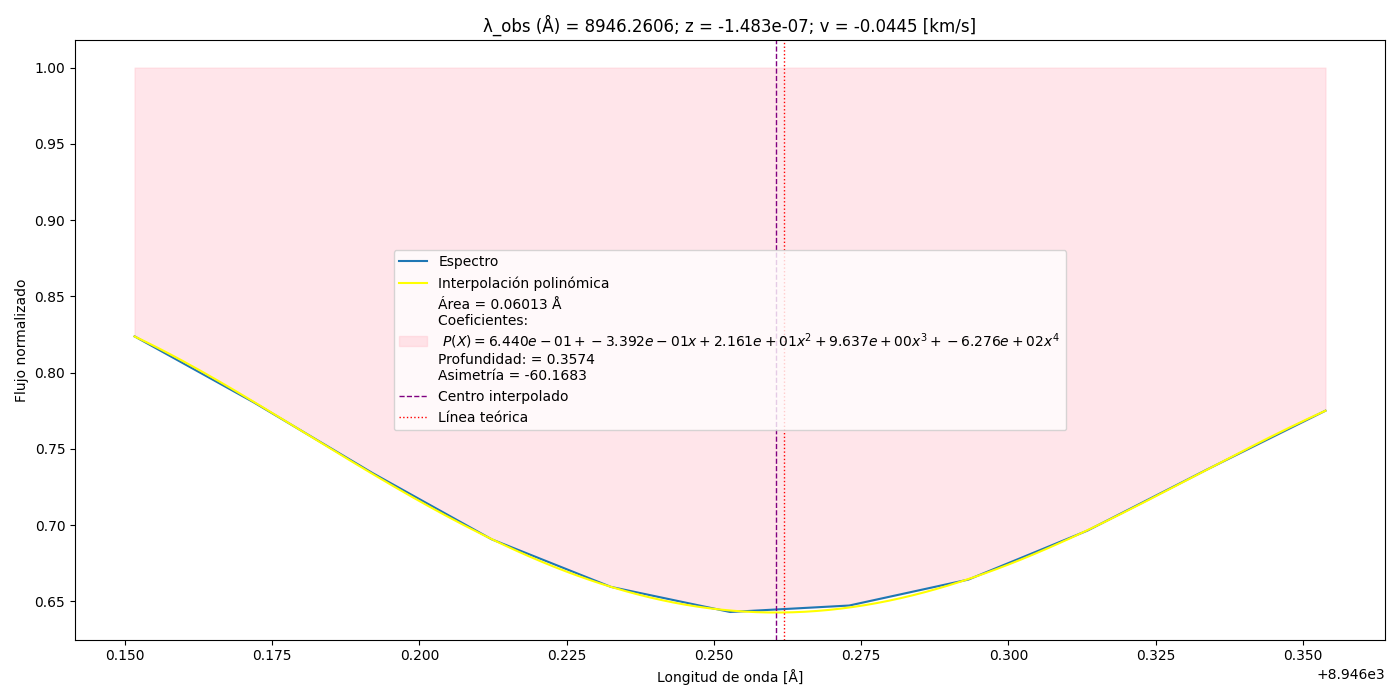 λ_obs (Å) = 8946.2606; z = -1.483e-07; v = -0.0445 [km/s]
1.00
0.95
0.90
0.85
0.80
0.75
0.70
0.65
Flujo normalizado
Espectro
Interpolación polinómica
Área = 0.06013 Å
Coeficientes:
P(X) = 6.440e − 01 + − 3.392e − 01x + 2.161e + 01x² + 9.637e + 00x³ + − 6.276e + 02x⁴
Profundidad: = 0.3574
Asimetría = -60.1683
Centro interpolado
Línea teórica
0.150 0.175 0.200 0.225 0.250 0.275 0.300 0.325 0.350
+8.946e3
Longitud de onda [Å]